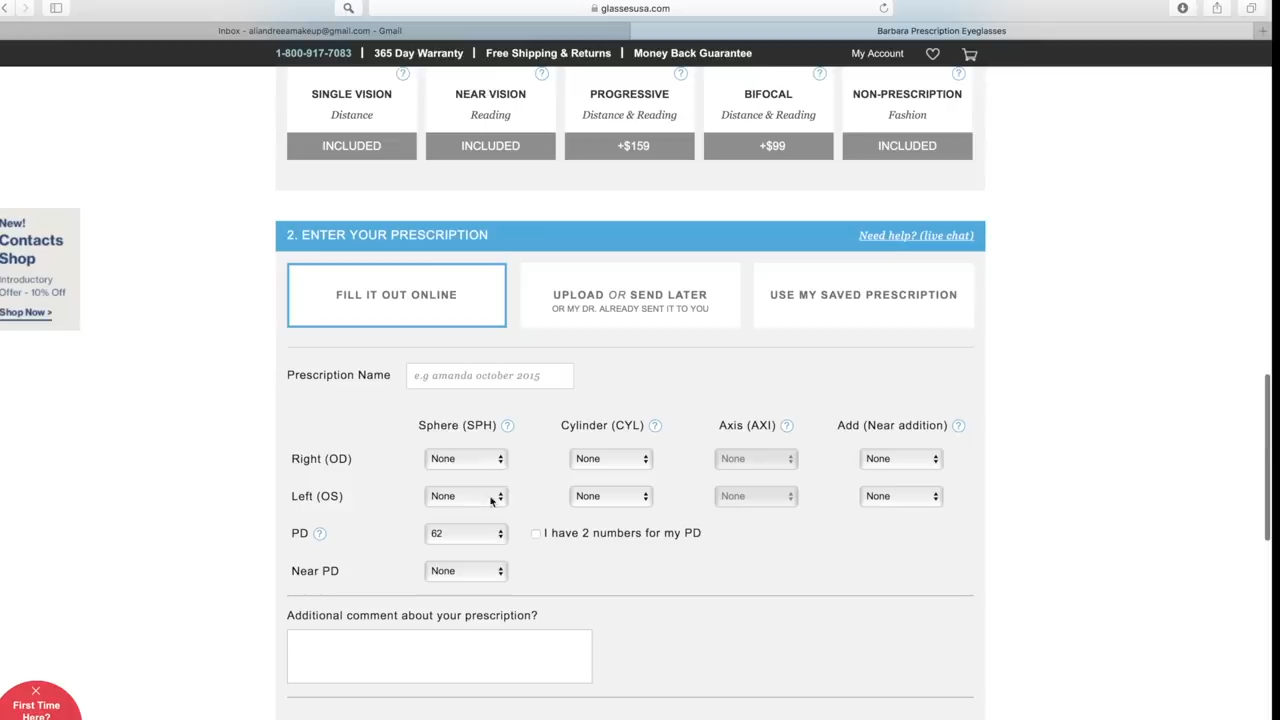 glassesusa.com
Inbox - aliandreeamakeup@gmail.com - Gmail
Barbara Prescription Eyeglasses
1-800-917-7083 | 365 Day Warranty | Free Shipping & Returns | Money Back Guarantee
My Account
? ? ? ? ?
SINGLE VISION NEAR VISION PROGRESSIVE BIFOCAL NON-PRESCRIPTION
Distance Reading Distance & Reading Distance & Reading Fashion
INCLUDED INCLUDED +$159 +$99 INCLUDED
New!
Contacts
Shop
Introductory
Offer - 10% Off
Shop Now >
2. ENTER YOUR PRESCRIPTION Need help? (live chat)
FILL IT OUT ONLINE UPLOAD OR SEND LATER USE MY SAVED PRESCRIPTION
OR MY DR. ALREADY SENT IT TO YOU
Prescription Name e.g amanda october 2015
Sphere (SPH) ? Cylinder (CYL) ? Axis (AXI) ? Add (Near addition) ?
Right (OD) None None None None
Left (OS) None None None None
PD ? 62 I have 2 numbers for my PD
Near PD None
Additional comment about your prescription?
First Time
Here?